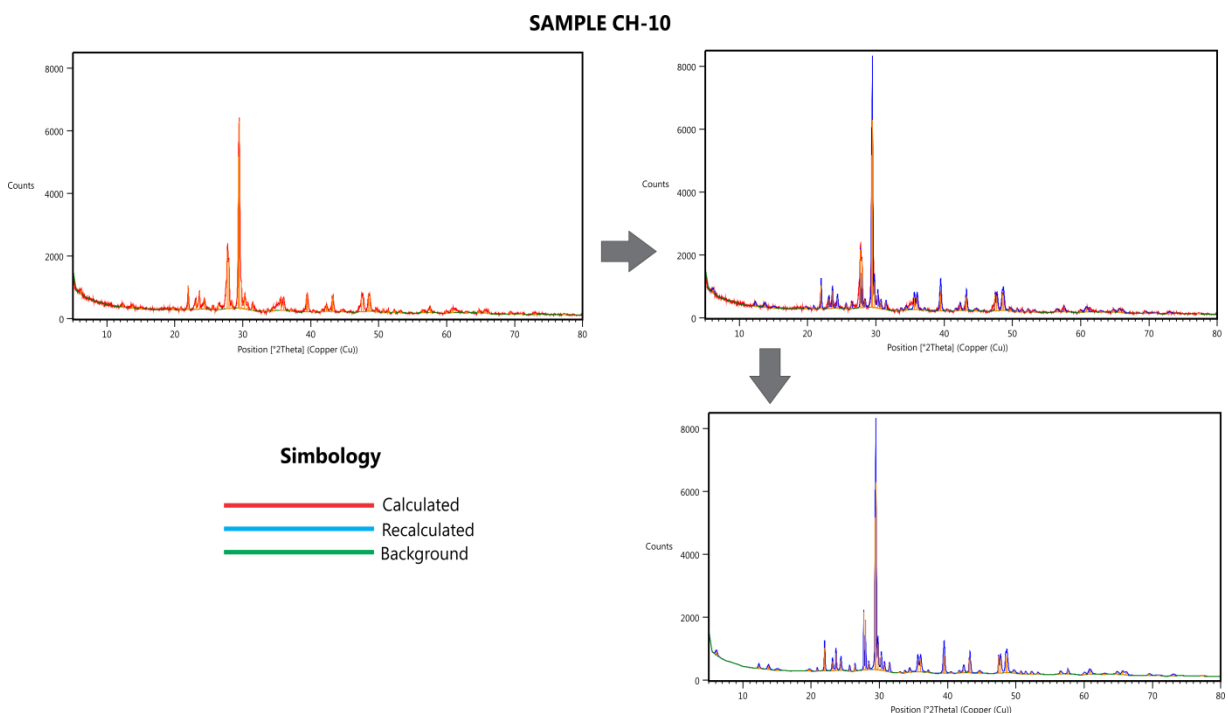 SAMPLE CH-10
8000
6000
Counts
4000
2000
0
10 20 30 40 50 60 70 80
Position [°2Theta] (Copper (Cu))
8000
6000
Counts
4000
2000
0
10 20 30 40 50 60 70 80
Position [°2Theta] (Copper (Cu))
Simbology
Calculated
Recalculated
Background
8000
6000
Counts
4000
2000
0
10 20 30 40 50 60 70 80
Position [°2Theta] (Copper (Cu))